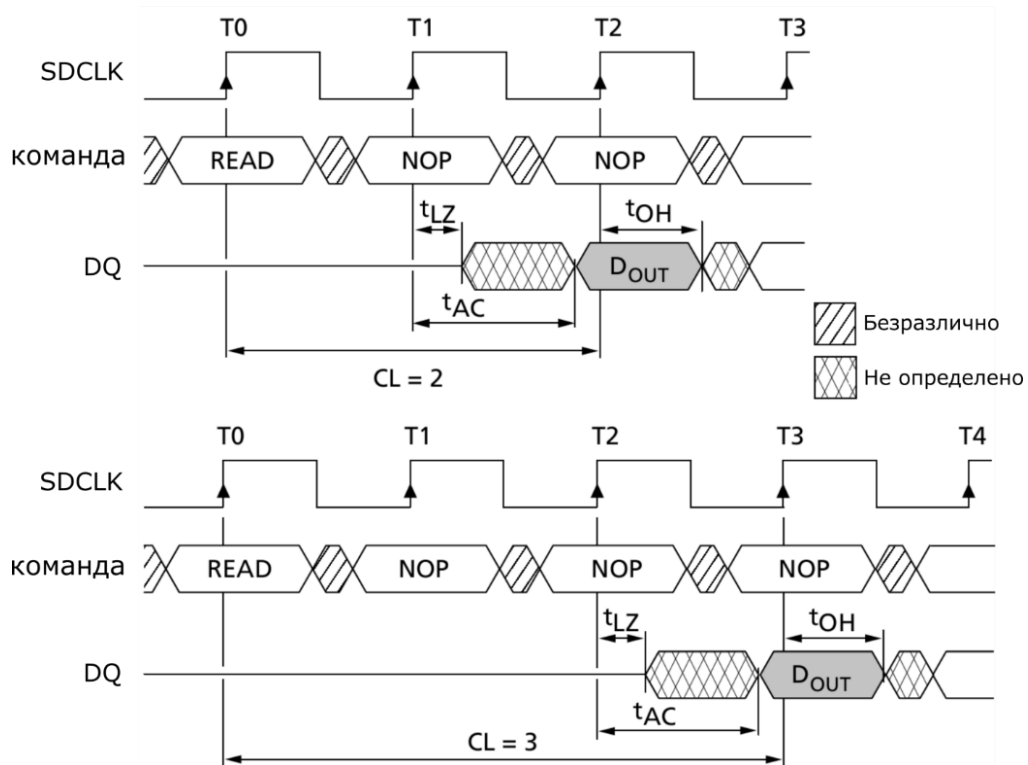 T0 T1 T2 T3
SDCLK
команда READ NOP NOP
tLZ tOH
DQ DOUT
tAC
Безразлично
CL = 2
Не определено
T0 T1 T2 T3 T4
SDCLK
команда READ NOP NOP NOP
tLZ tOH
DQ DOUT
tAC
CL = 3